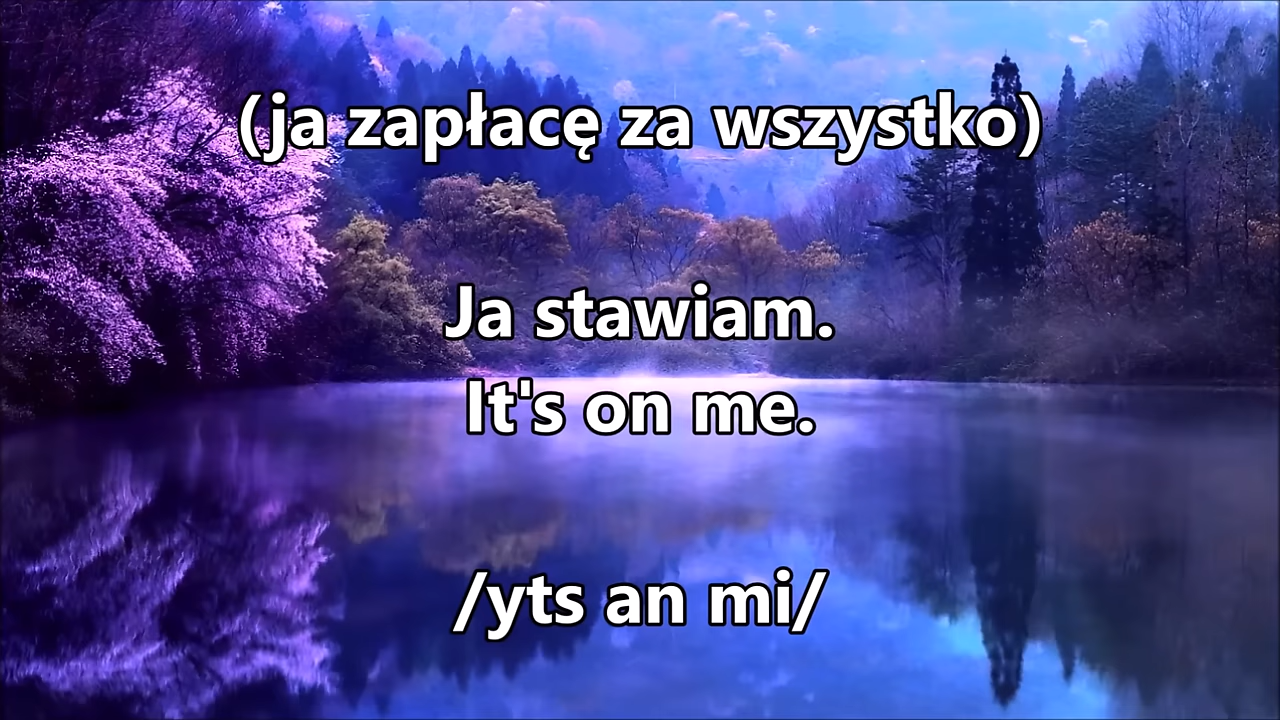 (ja zapłacę za wszystko)
Ja stawiam.
It's on me.
/yts an mi/